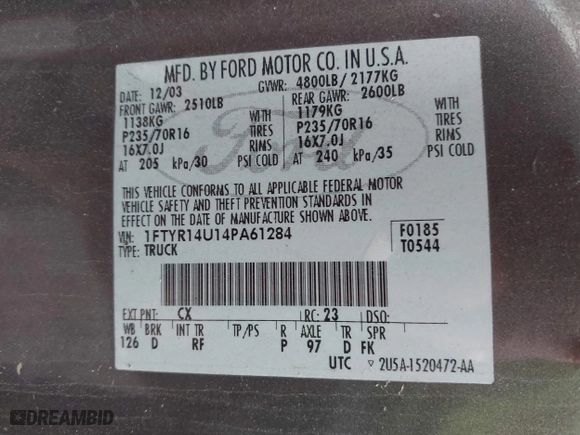 MFD. BY FORD MOTOR CO. IN U.S.A.
DATE: 12/03 GVWR: 4800LB/ 2177KG
FRONT GAWR: 2510LB REAR GAWR: 2600LB
1138KG WITH 1179KG WITH
P235/70R16 TIRES P235/70R16 TIRES
16X7.0J RIMS 16X7.0J RIMS
AT 205 kPa/30 PSI COLD AT 240 kPa/35 PSI COLD
Ford
THIS VEHICLE CONFORMS TO ALL APPLICABLE FEDERAL MOTOR
VEHICLE SAFETY AND THEFT PREVENTION STANDARDS IN
EFFECT ON THE DATE OF MANUFACTURE SHOWN ABOVE.
VIN: 1FTYR14U14PA61284 F0185
TYPE: TRUCK T0544
EXT PNT: CX RC: 23 DSO:
WB BRK INT TR TP/PS R AXLE TR SPR
126 D RF P 97 D FK
UTC ▽ 2U5A-1520472-AA
DREAMBID